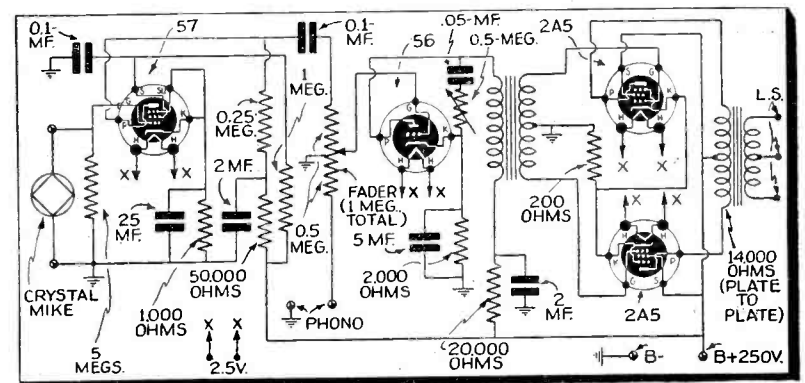 0.1-
MF.
57
0.1-
MF.
56
.05-MF.
0.5-MEG.
2A5
L.S.
1
MEG.
0.25
MEG.
2 MF.
25
MF.
FADER
(1 MEG.,
TOTAL)
0.5
MEG.
5 MF.
200
OHMS
CRYSTAL
MIKE
5
MEGS.
1,000
OHMS
50,000
OHMS
2,000
OHMS
PHONO
20,000
OHMS
2
MF.
2A5
14,000
OHMS
(PLATE
TO
PLATE)
X X
X X
X X
X X
X X
2.5V.
B-
B+250V.
P
G
S
SU
K
H H
P
G
K
H H
P
S
G
K
H H
H H
P
K
G
S